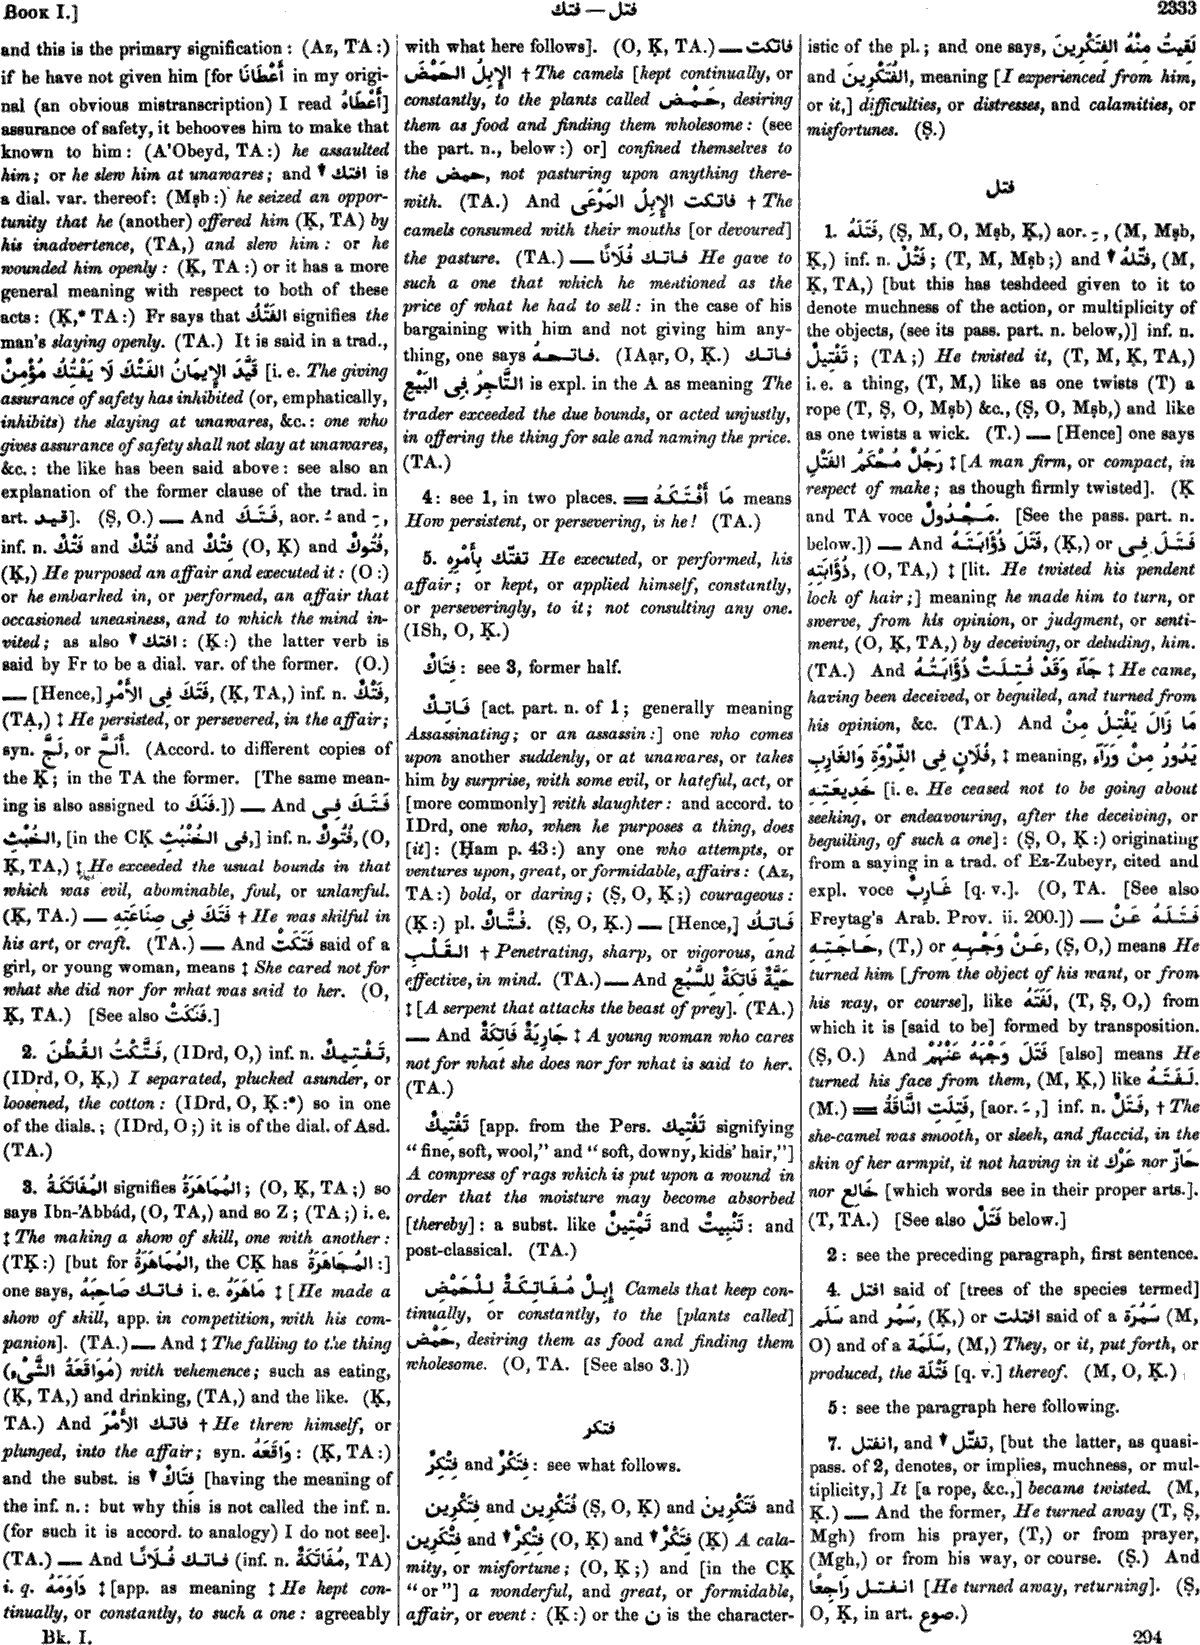 Book I.]
فتل — فتك
2333
and this is the primary signification : (Az, TA :)
if he have not given him [for أَعْطَانَا in my origi-
nal (an obvious mistranscription) I read أَعْطَاهُ]
assurance of safety, it behooves him to make that
known to him : (A'Obeyd, TA :) he assaulted
him ; or he slew him at unawares ; and ▼ افتك is
a dial. var. thereof : (Mṣb :) he seized an oppor-
tunity that he (another) offered him (Ḳ, TA) by
his inadvertence, (TA,) and slew him : or he
wounded him openly : (Ḳ, TA :) or it has a more
general meaning with respect to both of these
acts : (Ḳ,* TA :) Fr says that الفَتْكُ signifies the
man's slaying openly. (TA.) It is said in a trad.,
قَيَّدَ الإِيمَانُ الفَتْكَ لَا يَفْتُكُ مُؤْمِنٌ [i. e. The giving
assurance of safety has inhibited (or, emphatically,
inhibits) the slaying at unawares, &c. : one who
gives assurance of safety shall not slay at unawares,
&c. : the like has been said above : see also an
explanation of the former clause of the trad. in
art. قيد]. (Ṣ, O.) — And فَتَكَ, aor. ـُ and ـِ,
inf. n. فَتْكٌ and فُتْكٌ and فِتْكٌ (O, Ḳ) and فُتُوكٌ,
(Ḳ,) He purposed an affair and executed it : (O :)
or he embarked in, or performed, an affair that
occasioned uneasiness, and to which the mind in-
vited ; as also ▼ افتك : (Ḳ :) the latter verb is
said by Fr to be a dial. var. of the former. (O.)
— [Hence,] فَتَكَ فِى الأَمْرِ, (Ḳ, TA,) inf. n. فَتْكٌ,
(TA,) ‡ He persisted, or persevered, in the affair ;
syn. لَجَّ, or أَلَحَّ. (Accord. to different copies of
the Ḳ ; in the TA the former. [The same mean-
ing is also assigned to فَنَكَ.]) — And فَتَكَ فِى
الخُبْثِ, [in the CḲ فى الخُنْبُثِ,] inf. n. فُتُوكٌ, (O,
Ḳ, TA,) ‡ He exceeded the usual bounds in that
which was evil, abominable, foul, or unlawful.
(Ḳ, TA.) — فَتَكَ فِى صِنَاعَتِهِ † He was skilful in
his art, or craft. (TA.) — And فَتَكَتْ said of a
girl, or young woman, means ‡ She cared not for
what she did nor for what was said to her. (O,
Ḳ, TA.) [See also فَنَكَتْ.]
2. فَتَّكْتُ القُطْنَ, (IDrd, O,) inf. n. تَفْتِيكٌ,
(IDrd, O, Ḳ,) I separated, plucked asunder, or
loosened, the cotton : (IDrd, O, Ḳ :*) so in one
of the dials. ; (IDrd, O ;) it is of the dial. of Asd.
(TA.)
3. المُفَاتَكَةُ signifies المُمَاهَرَةُ ; (O, Ḳ, TA ;) so
says Ibn-'Abbád, (O, TA,) and so Z ; (TA ;) i. e.
‡ The making a show of skill, one with another :
(TḲ :) [but for المُمَاهَرَةُ, the CḲ has المُجَاهَرَةُ :]
one says, فاتك صَاحِبَهُ i. e. مَاهَرَهُ ‡ [He made a
show of skill, app. in competition, with his com-
panion]. (TA.) — And ‡ The falling to the thing
(مُوَاقَعَةُ الشَّىْءِ) with vehemence ; such as eating,
(Ḳ, TA,) and drinking, (TA,) and the like. (Ḳ,
TA.) And فاتك الأَمْرَ † He threw himself, or
plunged, into the affair ; syn. وَاقَعَهُ : (Ḳ, TA :)
and the subst. is ▼ فِتَاكٌ [having the meaning of
the inf. n. : but why this is not called the inf. n.
(for such it is accord. to analogy) I do not see].
(TA.) — And فاتك فُلَانًا (inf. n. مُفَاتَكَةٌ, TA)
i. q. دَاوَمَهُ ‡ [app. as meaning ‡ He kept con-
tinually, or constantly, to such a one : agreeably
Bk. I.
with what here follows]. (O, Ḳ, TA.) — فاتكت
الإِبِلُ الحَمْضَ † The camels [kept continually, or
constantly, to the plants called حَمْض, desiring
them as food and finding them wholesome : (see
the part. n., below :) or] confined themselves to
the حمض, not pasturing upon anything there-
with. (TA.) And فاتكت الإِبِلُ المَرْعَى † The
camels consumed with their mouths [or devoured]
the pasture. (TA.) — فاتك فُلَانًا He gave to
such a one that which he mentioned as the
price of what he had to sell : in the case of his
bargaining with him and not giving him any-
thing, one says فاتحهُ. (IAạr, O, Ḳ.) فاتك
التَّاجِرُ فِى البَيْعِ is expl. in the A as meaning The
trader exceeded the due bounds, or acted unjustly,
in offering the thing for sale and naming the price.
(TA.)
4 : see 1, in two places. ═ مَا أَفْتَكَهُ means
How persistent, or persevering, is he ! (TA.)
5. تفتّك بِأَمْرِهِ He executed, or performed, his
affair ; or kept, or applied himself, constantly,
or perseveringly, to it ; not consulting any one.
(ISh, O, Ḳ.)
فِتَاكٌ : see 3, former half.
فَاتِكٌ [act. part. n. of 1 ; generally meaning
Assassinating ; or an assassin :] one who comes
upon another suddenly, or at unawares, or takes
him by surprise, with some evil, or hateful, act, or
[more commonly] with slaughter : and accord. to
IDrd, one who, when he purposes a thing, does
[it] : (Ḥam p. 43 :) any one who attempts, or
ventures upon, great, or formidable, affairs : (Az,
TA :) bold, or daring ; (Ṣ, O, Ḳ ;) courageous :
(Ḳ :) pl. فُتَّاكٌ. (Ṣ, O, Ḳ.) — [Hence,] فَاتِكُ
القَلْبِ † Penetrating, sharp, or vigorous, and
effective, in mind. (TA.) — And حَيَّةٌ فَاتِكَةٌ لِلسَّبُعِ
‡ [A serpent that attacks the beast of prey]. (TA.)
— And جَارِيَةٌ فَاتِكَةٌ ‡ A young woman who cares
not for what she does nor for what is said to her.
(TA.)
تَفْتِيكٌ [app. from the Pers. تفتيك signifying
“fine, soft, wool,” and “soft, downy, kids' hair,”]
A compress of rags which is put upon a wound in
order that the moisture may become absorbed
[thereby] : a subst. like تَمْتِينٌ and تَنْبِيتٌ : and
post-classical. (TA.)
إِبِلٌ مُفَاتِكَةٌ لِلْحَمْضِ Camels that keep con-
tinually, or constantly, to the [plants called]
حَمْض, desiring them as food and finding them
wholesome. (O, TA. [See also 3.])
فتكر
فِتَكْرٌ and فِتْكَرٌ : see what follows.
فِتَكْرِين and فُتَكْرِين (Ṣ, O, Ḳ) and فَتَكْرِينَ and
فِتْكَرِين and ▼ فِتَكْرٌ (O, Ḳ) and ▼ فِتْكَرٌ (Ḳ) A cala-
mity, or misfortune ; (O, Ḳ ;) and [in the CḲ
“or”] a wonderful, and great, or formidable,
affair, or event : (Ḳ :) or the ن is the character-
istic of the pl. ; and one says, لَقِيتُ مِنْهُ الفِتَكْرِينَ
and الفُتَكْرِينَ, meaning [I experienced from him,
or it,] difficulties, or distresses, and calamities, or
misfortunes. (Ṣ.)
فتل
1. فَتَلَهُ, (Ṣ, M, O, Mṣb, Ḳ,) aor. ـِ, (M, Mṣb,
Ḳ,) inf. n. فَتْلٌ ; (T, M, Mṣb ;) and ▼ فتّلهُ, (M,
Ḳ, TA,) [but this has teshdeed given to it to
denote muchness of the action, or multiplicity of
the objects, (see its pass. part. n. below,)] inf. n.
تَفْتِيلٌ ; (TA ;) He twisted it, (T, M, Ḳ, TA,)
i. e. a thing, (T, M,) like as one twists (T) a
rope (T, Ṣ, O, Mṣb) &c., (Ṣ, O, Mṣb,) and like
as one twists a wick. (T.) — [Hence] one says
رَجُلٌ مُحْكَمُ الفَتْلِ ‡ [A man firm, or compact, in
respect of make ; as though firmly twisted]. (Ḳ
and TA voce مَجْدُولٌ. [See the pass. part. n.
below.]) — And فَتَلَ ذُؤَابَتَهُ, (Ḳ,) or فَتَلَ فِى
ذُؤَابَتِهِ, (O, TA,) ‡ [lit. He twisted his pendent
lock of hair ;] meaning he made him to turn, or
swerve, from his opinion, or judgment, or senti-
ment, (O, Ḳ, TA,) by deceiving, or deluding, him.
(TA.) And جَآءَ وَقَدْ فُتِلَتْ ذُؤَابَتُهُ ‡ He came,
having been deceived, or beguiled, and turned from
his opinion, &c. (TA.) And مَا زَالَ يَفْتِلُ مِنْ
فُلَانٍ فِى الذِّرْوَةِ وَالغَارِبِ, ‡ meaning, يَدُورُ مِنْ وَرَآءِ
خَدِيعَتِهِ [i. e. He ceased not to be going about
seeking, or endeavouring, after the deceiving, or
beguiling, of such a one] : (Ṣ, O, Ḳ :) originating
from a saying in a trad. of Ez-Zubeyr, cited and
expl. voce غَارِبٌ [q. v.]. (O, TA. [See also
Freytag's Arab. Prov. ii. 200.]) — فَتَلَهُ عَنْ
حَاجَتِهِ, (T,) or عَنْ وَجْهِهِ, (Ṣ, O,) means He
turned him [from the object of his want, or from
his way, or course], like لَفَتَهُ, (T, Ṣ, O,) from
which it is [said to be] formed by transposition.
(Ṣ, O.) And فَتَلَ وَجْهَهُ عَنْهُمْ [also] means He
turned his face from them, (M, Ḳ,) like لَفَتَهُ.
(M.) ═ فَتِلَتِ النَّاقَةُ, [aor. ـَ ,] inf. n. فَتَلٌ, † The
she-camel was smooth, or sleek, and flaccid, in the
skin of her armpit, it not having in it عَرْك nor حَازّ
nor خَالِع [which words see in their proper arts.].
(T, TA.) [See also فَتَلٌ below.]
2 : see the preceding paragraph, first sentence.
4. افتل said of [trees of the species termed]
سَلَم and سَمُر, (Ḳ,) or افتلت said of a سَمُرَة (M,
O) and of a سَلَمَة, (M,) They, or it, put forth, or
produced, the فَتَلَة [q. v.] thereof. (M, O, Ḳ.)
5 : see the paragraph here following.
7. انفتل, and ▼ تفتّل, [but the latter, as quasi-
pass. of 2, denotes, or implies, muchness, or mul-
tiplicity,] It [a rope, &c.,] became twisted. (M,
Ḳ.) — And the former, He turned away (T, Ṣ,
Mgh) from his prayer, (T,) or from prayer,
(Mgh,) or from his way, or course. (Ṣ.) And
انفتل رَاجِعًا [He turned away, returning]. (Ṣ,
O, Ḳ, in art. صوع.)
294